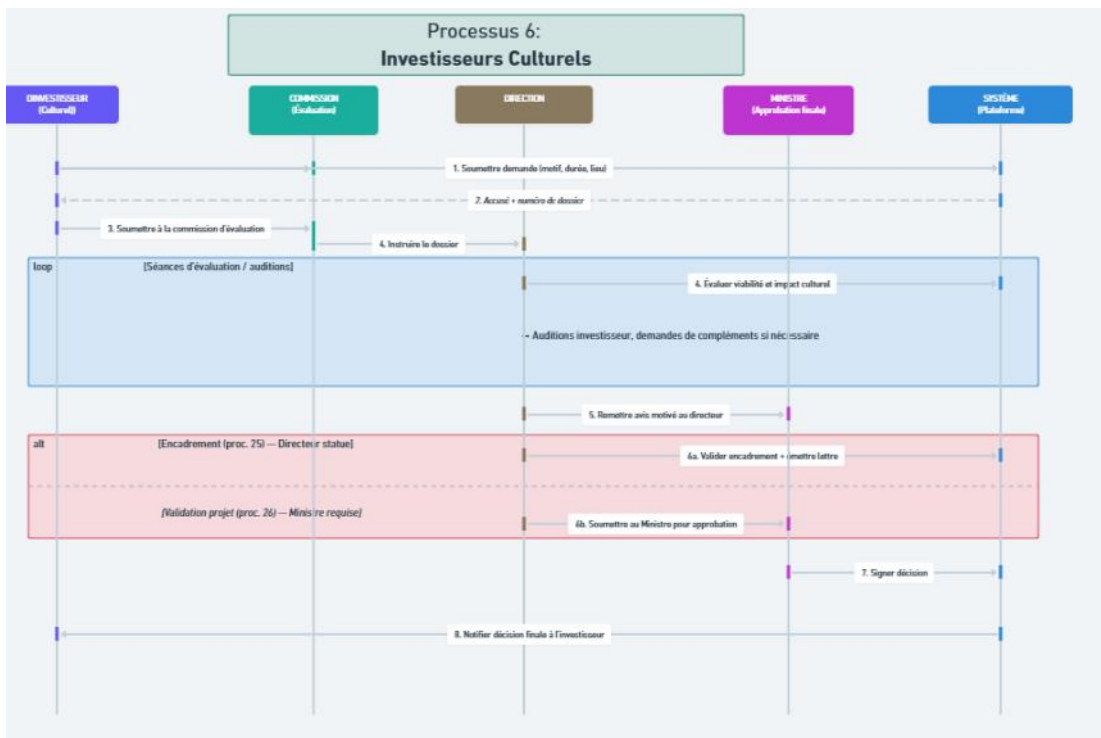 Processus 6:
Investisseurs Culturels
DINVESTISSEUR
(Culturel))
COMMISSION
(Évaluation)
DIRECTION
MINISTRE
(Approbation finale)
SYSTÈME
(Plateforme)
1. Soumettre demande (motif, durée, lieu)
2. Accusé + numéro de dossier
3. Soumettre à la commission d'évaluation
4. Instruire le dossier
loop
[Séances d'évaluation / auditions]
4. Évaluer viabilité et impact culturel
Auditions investisseur, demandes de compléments si nécessaire
5. Remettre avis motivé au directeur
alt
[Encadrement (proc. 25) — Directeur statue]
6a. Valider encadrement + émettre lettre
[Validation projet (proc. 26) — Ministre requise]
6b. Soumettre au Ministre pour approbation
7. Signer décision
8. Notifier décision finale à l'investisseur